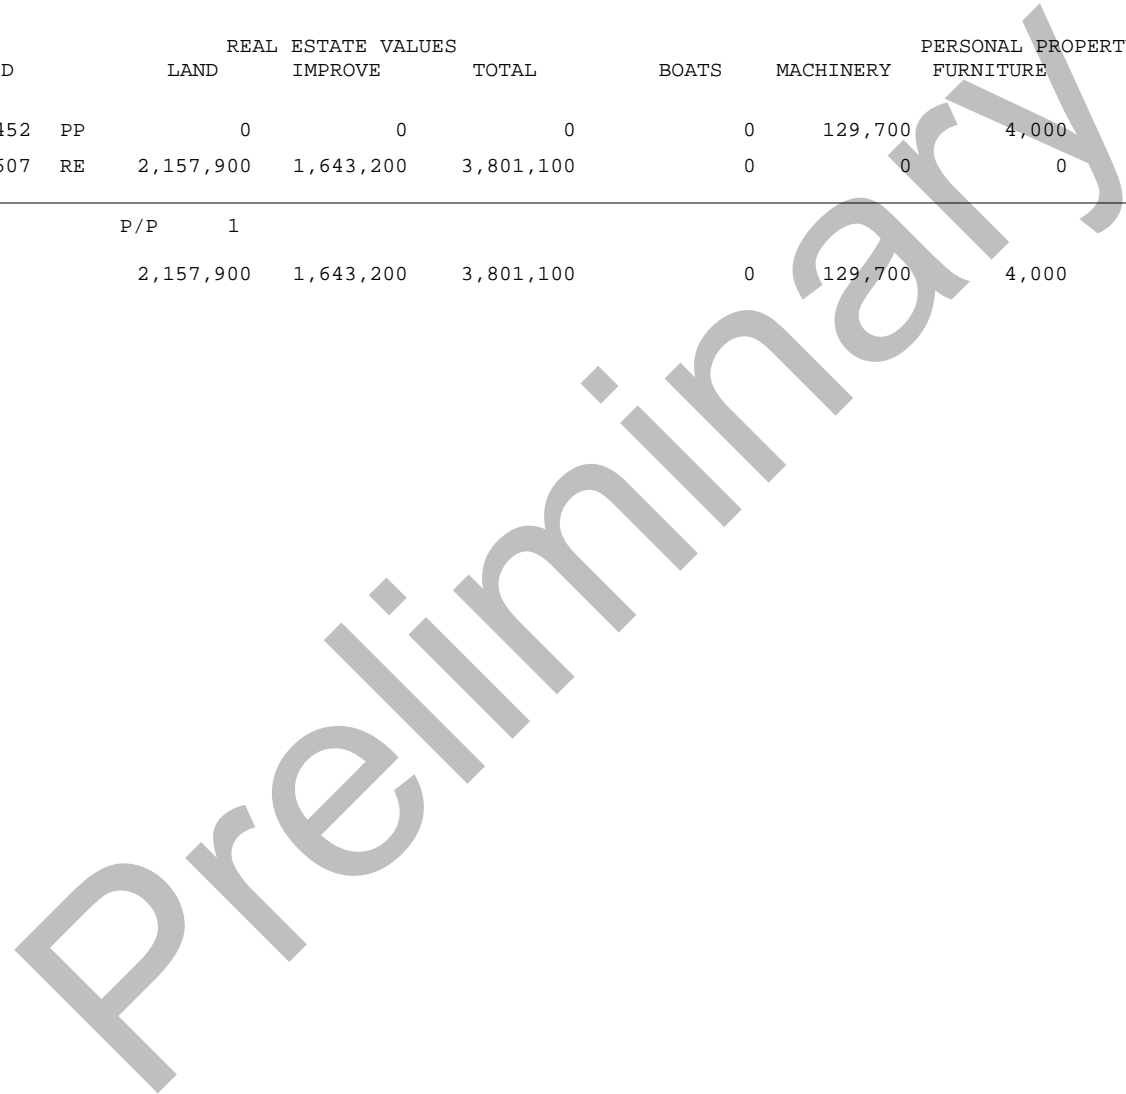 REAL ESTATE VALUES PERSONAL PROPERT
D LAND IMPROVE TOTAL BOATS MACHINERY FURNITURE
452 PP 0 0 0 0 129,700 4,000
507 RE 2,157,900 1,643,200 3,801,100 0 0 0
P/P 1
2,157,900 1,643,200 3,801,100 0 129,700 4,000
Preliminary